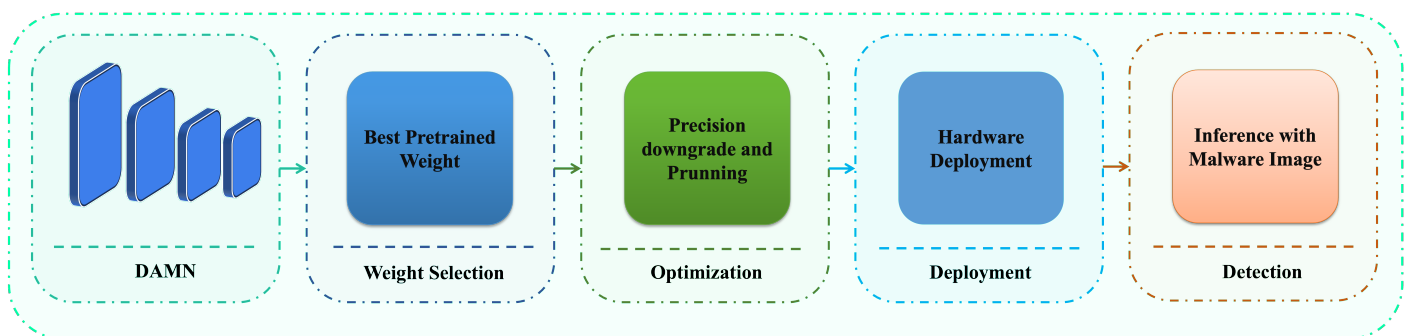 DAMN
Best Pretrained
Weight
Weight Selection
Precision
downgrade and
Prunning
Optimization
Hardware
Deployment
Deployment
Inference with
Malware Image
Detection